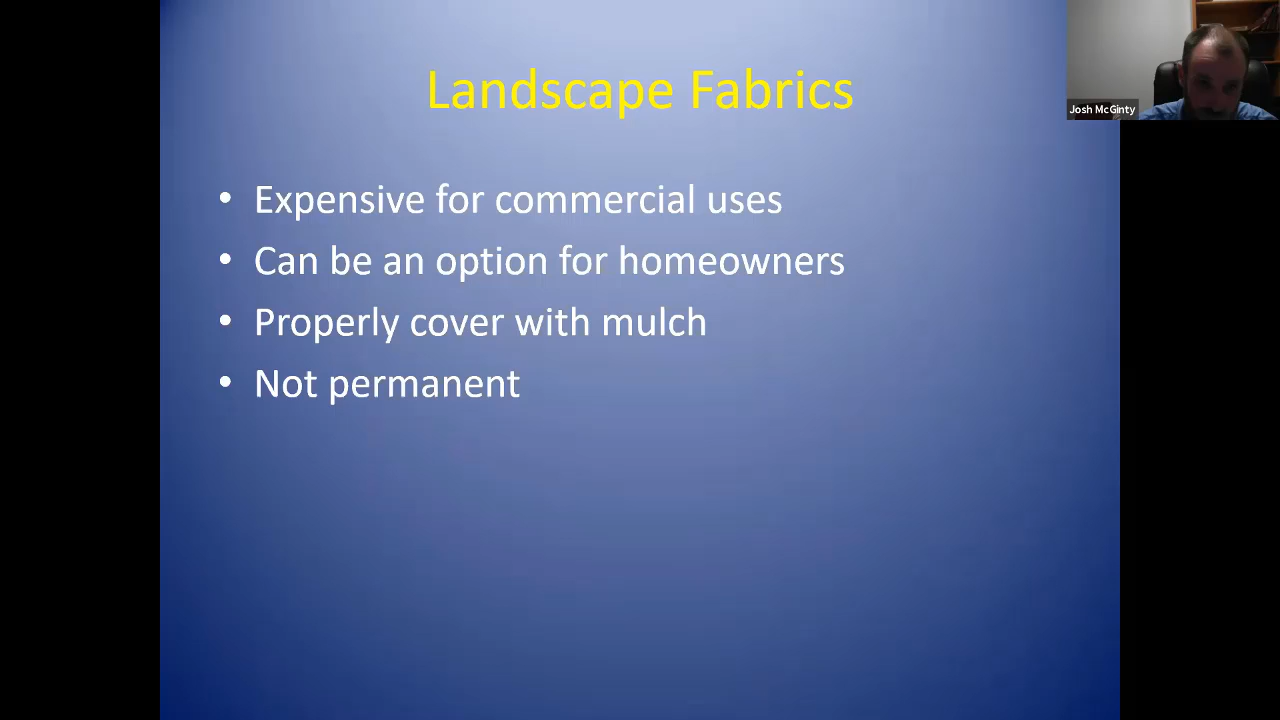 Landscape Fabrics
Josh McGinty
• Expensive for commercial uses
• Can be an option for homeowners
• Properly cover with mulch
• Not permanent